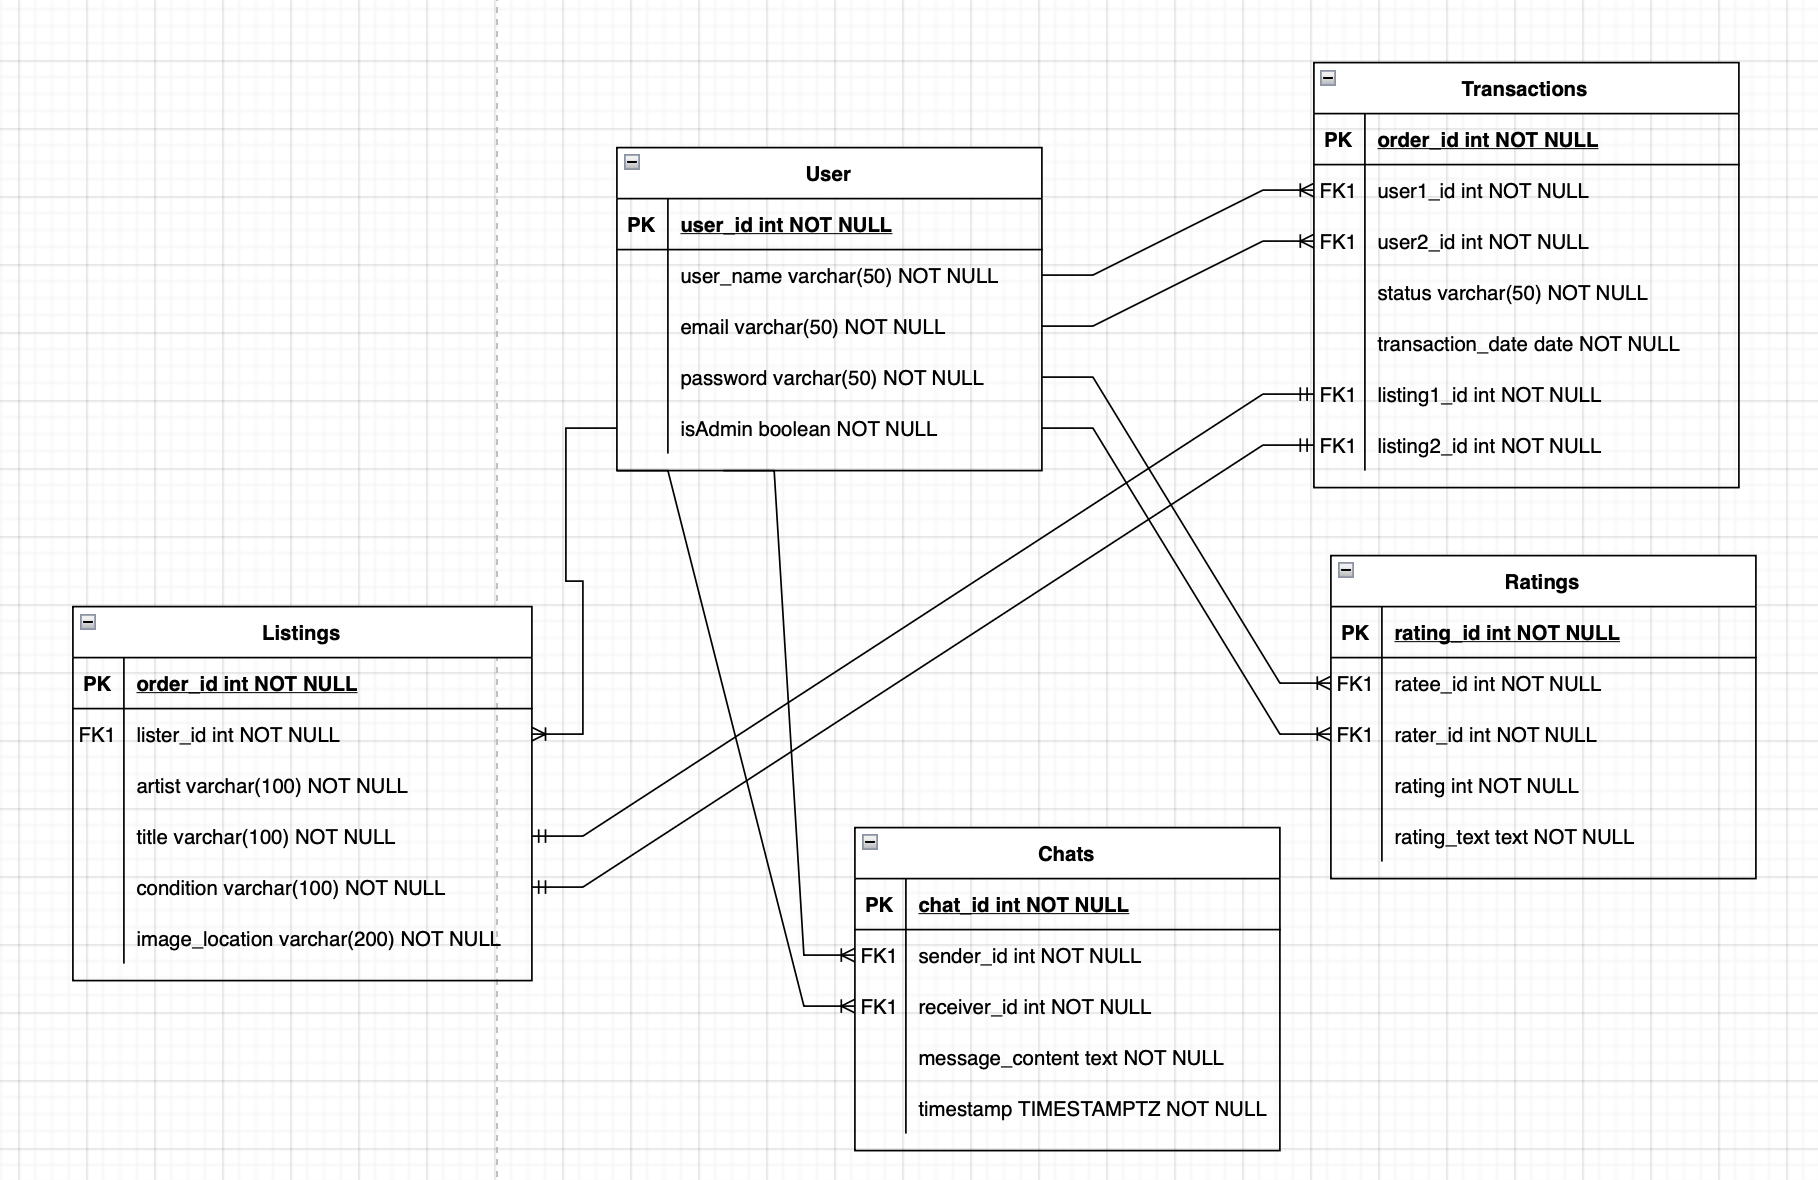 User
PK user_id int NOT NULL
user_name varchar(50) NOT NULL
email varchar(50) NOT NULL
password varchar(50) NOT NULL
isAdmin boolean NOT NULL
Transactions
PK order_id int NOT NULL
FK1 user1_id int NOT NULL
FK1 user2_id int NOT NULL
status varchar(50) NOT NULL
transaction_date date NOT NULL
FK1 listing1_id int NOT NULL
FK1 listing2_id int NOT NULL
Listings
PK order_id int NOT NULL
FK1 lister_id int NOT NULL
artist varchar(100) NOT NULL
title varchar(100) NOT NULL
condition varchar(100) NOT NULL
image_location varchar(200) NOT NULL
Ratings
PK rating_id int NOT NULL
FK1 ratee_id int NOT NULL
FK1 rater_id int NOT NULL
rating int NOT NULL
rating_text text NOT NULL
Chats
PK chat_id int NOT NULL
FK1 sender_id int NOT NULL
FK1 receiver_id int NOT NULL
message_content text NOT NULL
timestamp TIMESTAMPTZ NOT NULL